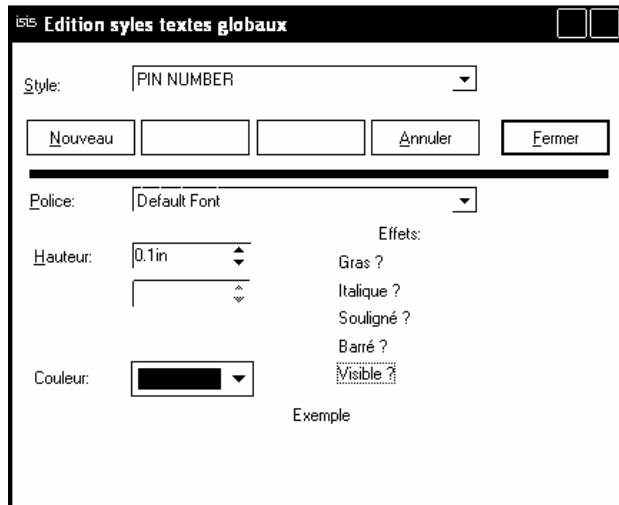 isis Edition syles textes globaux
Style: PIN NUMBER
Nouveau Annuler Fermer
Police: Default Font
Effets:
Hauteur: 0.1in
Gras ?
Italique ?
Souligné ?
Barré ?
Couleur: Visible ?
Exemple